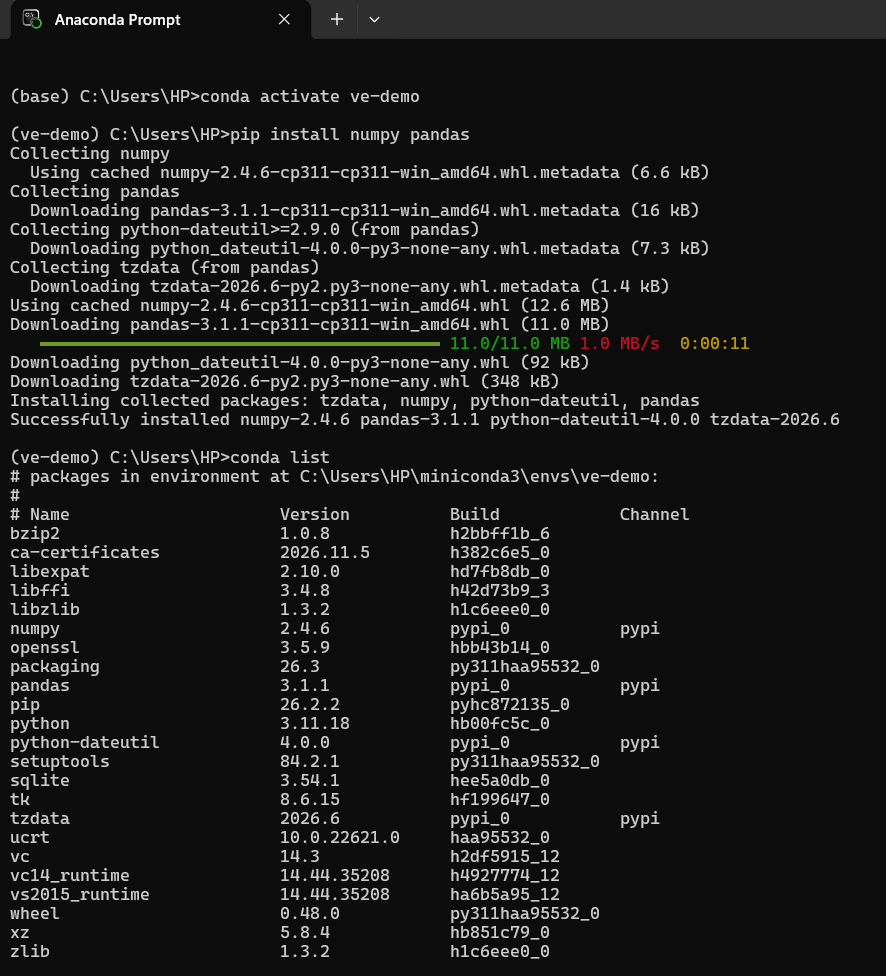 Anaconda Prompt
(base) C:\Users\HP>conda activate ve-demo
(ve-demo) C:\Users\HP>pip install numpy pandas
Collecting numpy
  Using cached numpy-2.4.6-cp311-cp311-win_amd64.whl.metadata (6.6 kB)
Collecting pandas
  Downloading pandas-3.1.1-cp311-cp311-win_amd64.whl.metadata (16 kB)
Collecting python-dateutil>=2.9.0 (from pandas)
  Downloading python_dateutil-4.0.0-py3-none-any.whl.metadata (7.3 kB)
Collecting tzdata (from pandas)
  Downloading tzdata-2026.6-py2.py3-none-any.whl.metadata (1.4 kB)
Using cached numpy-2.4.6-cp311-cp311-win_amd64.whl (12.6 MB)
Downloading pandas-3.1.1-cp311-cp311-win_amd64.whl (11.0 MB)
11.0/11.0 MB 1.0 MB/s  0:00:11
Downloading python_dateutil-4.0.0-py3-none-any.whl (92 kB)
Downloading tzdata-2026.6-py2.py3-none-any.whl (348 kB)
Installing collected packages: tzdata, numpy, python-dateutil, pandas
Successfully installed numpy-2.4.6 pandas-3.1.1 python-dateutil-4.0.0 tzdata-2026.6
(ve-demo) C:\Users\HP>conda list
# packages in environment at C:\Users\HP\miniconda3\envs\ve-demo:
#
# Name                     Version          Build            Channel
bzip2                      1.0.8            h2bbff1b_6
ca-certificates            2026.11.5        h382c6e5_0
libexpat                   2.10.0           hd7fb8db_0
libffi                     3.4.8            h42d73b9_3
libzlib                    1.3.2            h1c6eee0_0
numpy                      2.4.6            pypi_0           pypi
openssl                    3.5.9            hbb43b14_0
packaging                  26.3             py311haa95532_0
pandas                     3.1.1            pypi_0           pypi
pip                        26.2.2           pyhc872135_0
python                     3.11.18          hb00fc5c_0
python-dateutil            4.0.0            pypi_0           pypi
setuptools                 84.2.1           py311haa95532_0
sqlite                     3.54.1           hee5a0db_0
tk                         8.6.15           hf199647_0
tzdata                     2026.6           pypi_0           pypi
ucrt                       10.0.22621.0     haa95532_0
vc                         14.3             h2df5915_12
vc14_runtime               14.44.35208      h4927774_12
vs2015_runtime             14.44.35208      ha6b5a95_12
wheel                      0.48.0           py311haa95532_0
xz                         5.8.4            hb851c79_0
zlib                       1.3.2            h1c6eee0_0